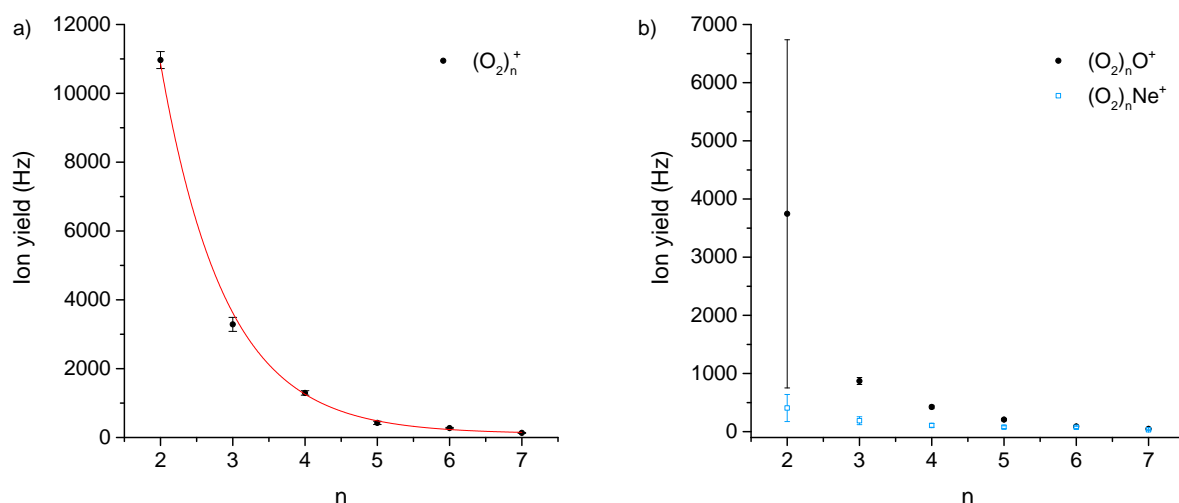 a)
12000
10000
8000
6000
4000
2000
0
Ion yield (Hz)
2 3 4 5 6 7
n
(O₂)ₙ⁺
b)
7000
6000
5000
4000
3000
2000
1000
0
Ion yield (Hz)
2 3 4 5 6 7
n
(O₂)ₙO⁺
(O₂)ₙNe⁺